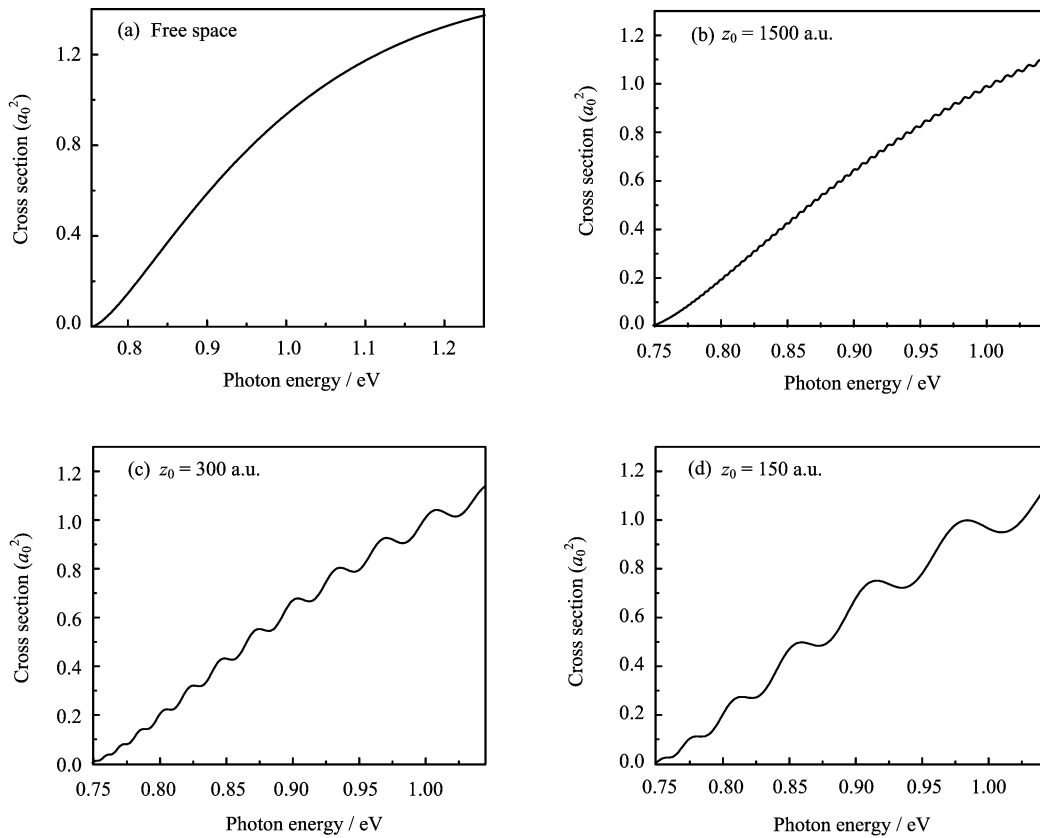 (a) Free space
1.2
0.8
0.4
0.0
Cross section (a₀²)
0.8 0.9 1.0 1.1 1.2
Photon energy / eV
(b) z₀ = 1500 a.u.
1.2
1.0
0.8
0.6
0.4
0.2
0.0
Cross section (a₀²)
0.75 0.80 0.85 0.90 0.95 1.00
Photon energy / eV
(c) z₀ = 300 a.u.
1.2
1.0
0.8
0.6
0.4
0.2
0.0
Cross section (a₀²)
0.75 0.80 0.85 0.90 0.95 1.00
Photon energy / eV
(d) z₀ = 150 a.u.
1.2
1.0
0.8
0.6
0.4
0.2
0.0
Cross section (a₀²)
0.75 0.80 0.85 0.90 0.95 1.00
Photon energy / eV